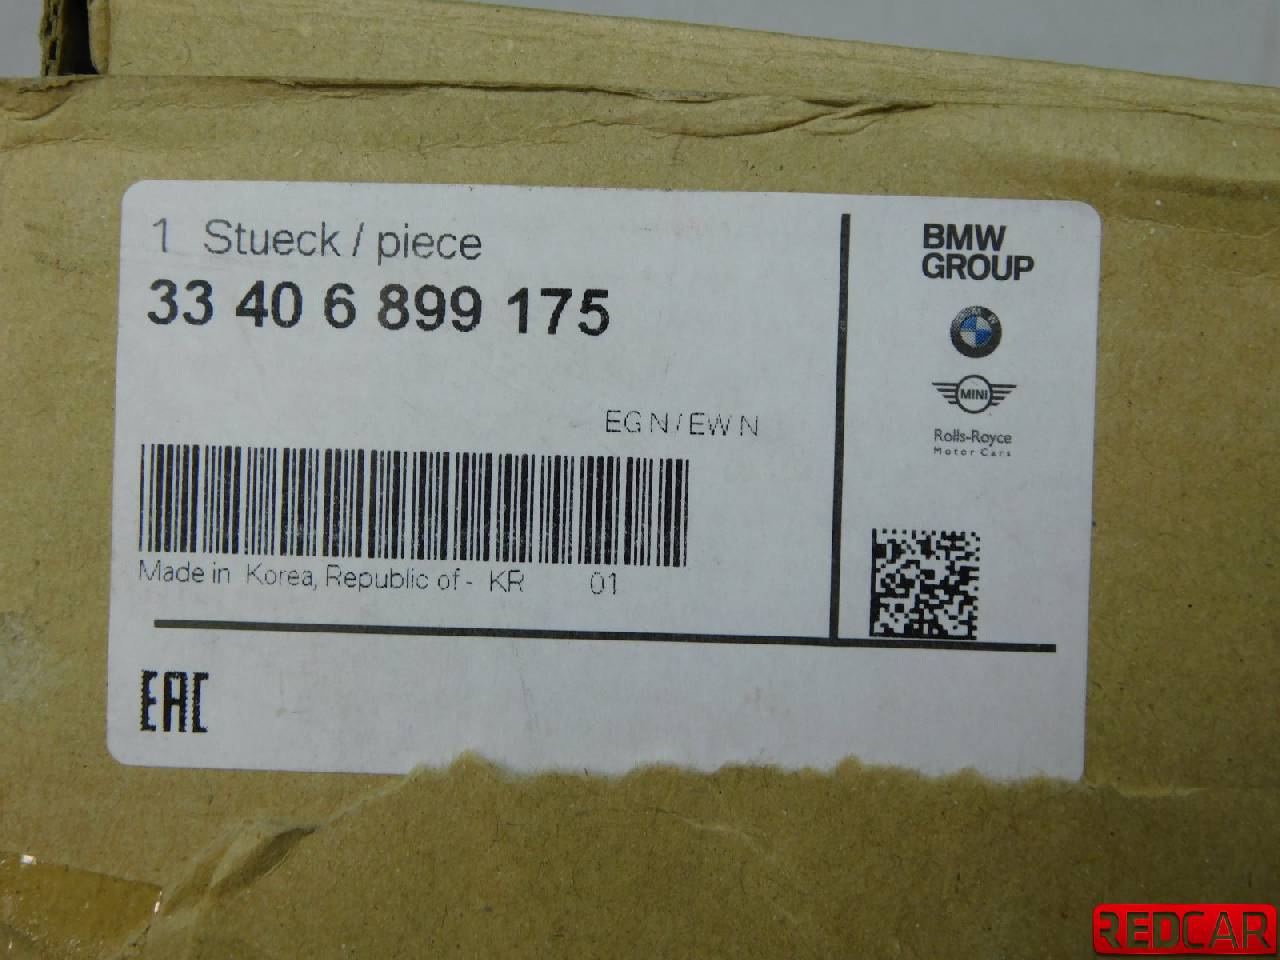 1 Stueck / piece
33 40 6 899 175
EG N / EW N
Made in Korea, Republic of - KR 01
EAC
BMW
GROUP
MINI
Rolls-Royce
Motor Cars
REDCAR